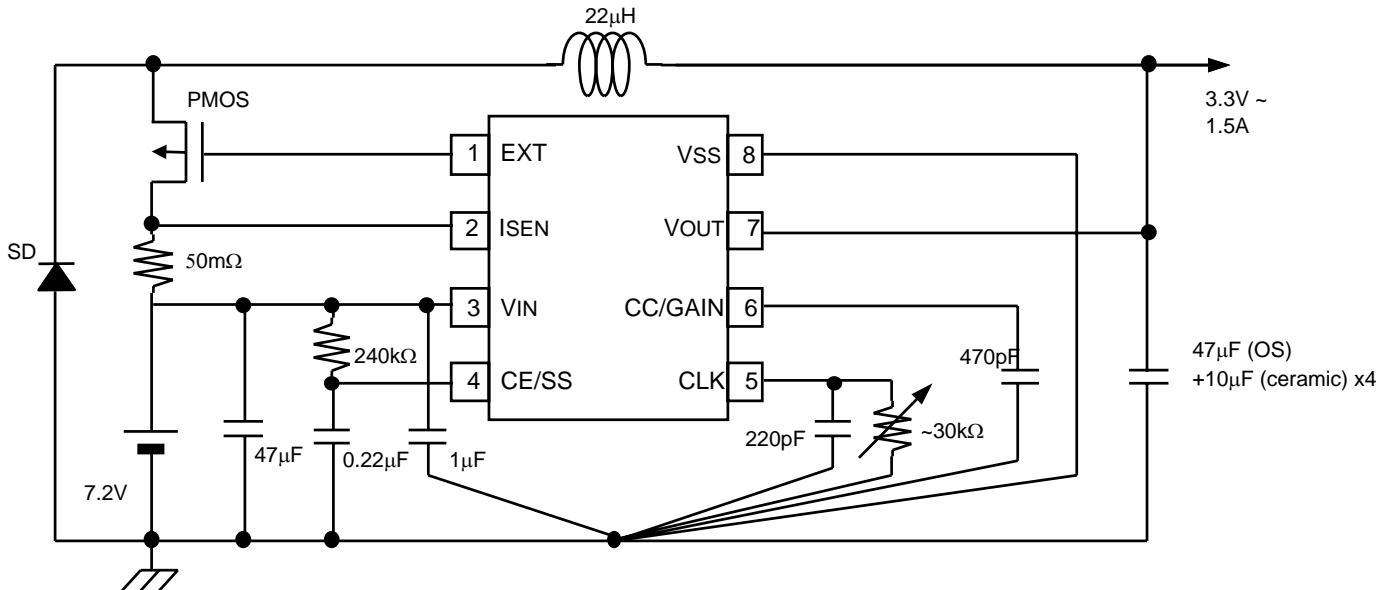 22µH
PMOS
3.3V ~
1.5A
1 EXT
VSS 8
2 ISEN
VOUT 7
SD
50mΩ
3 VIN
CC/GAIN 6
240kΩ
470pF
47µF (OS)
+10µF (ceramic) x4
4 CE/SS
CLK 5
220pF
~30kΩ
47µF
0.22µF
1µF
7.2V